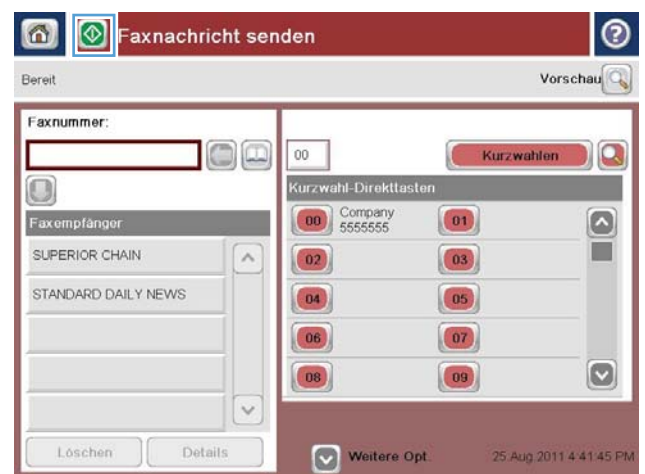 Faxnachricht senden
?
Bereit
Vorschau
Faxnummer:
Faxempfänger
SUPERIOR CHAIN
STANDARD DAILY NEWS
Löschen
Details
00
Kurzwahlen
Kurzwahl-Direkttasten
00 Company 01
5555555
02 03
04 05
06 07
08 09
Weitere Opt.
25.Aug.2011 4:41:45 PM